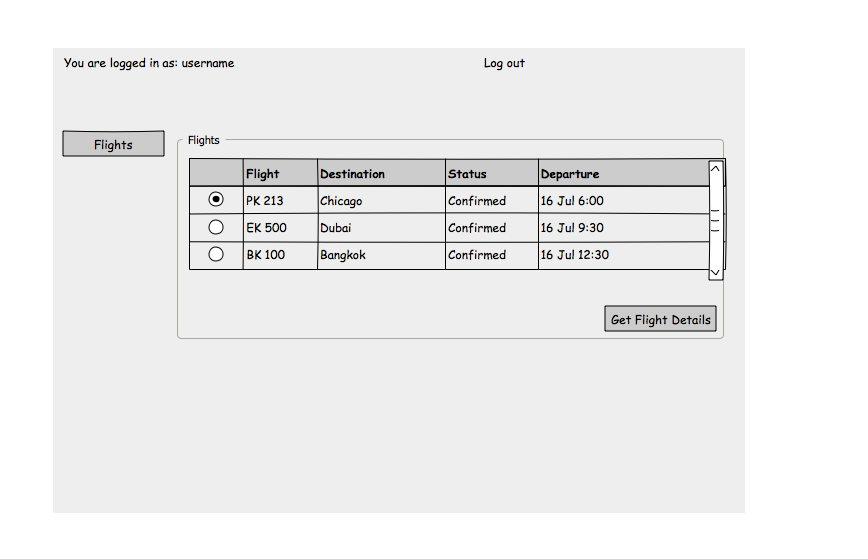 You are logged in as: username Log out
Flights
Flights
Flight Destination Status Departure
PK 213 Chicago Confirmed 16 Jul 6:00
EK 500 Dubai Confirmed 16 Jul 9:30
BK 100 Bangkok Confirmed 16 Jul 12:30
Get Flight Details